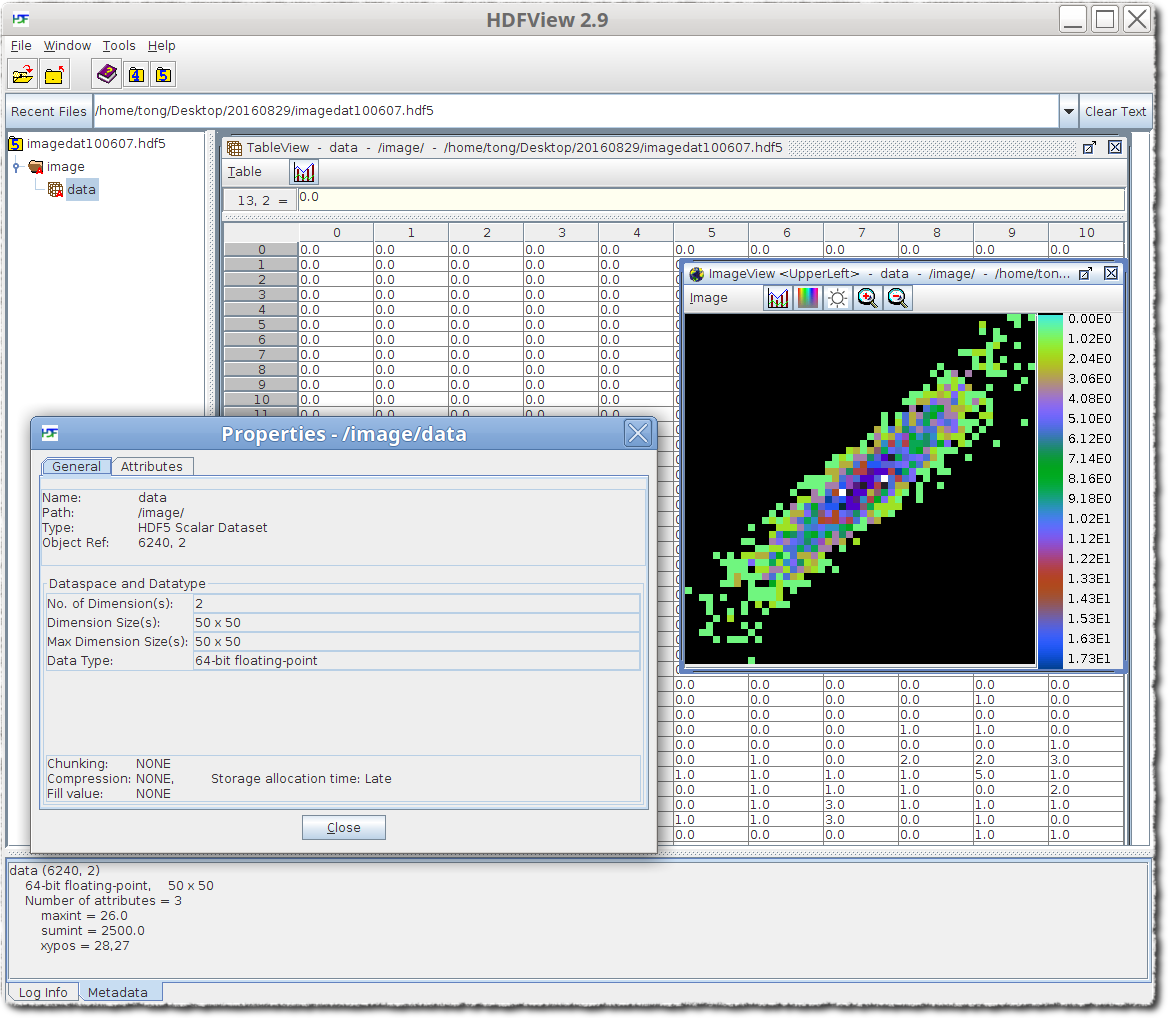 HDFView 2.9
File Window Tools Help
Recent Files /home/tong/Desktop/20160829/imagedat100607.hdf5 Clear Text
imagedat100607.hdf5
image
data
TableView - data - /image/ - /home/tong/Desktop/20160829/imagedat100607.hdf5
Table
13, 2 = 0.0
0 1 2 3 4 5 6 7 8 9 10
0 0.0 0.0 0.0 0.0 0.0 0.0 0.0 0.0 0.0 0.0 0.0
1 0.0 0.0 0.0 0.0 0.0
2 0.0 0.0 0.0 0.0 0.0
3 0.0 0.0 0.0 0.0 0.0
4 0.0 0.0 0.0 0.0 0.0
5 0.0 0.0 0.0 0.0 0.0
6 0.0 0.0 0.0 0.0 0.0
7 0.0 0.0 0.0 0.0 0.0
8 0.0 0.0 0.0 0.0 0.0
9 0.0 0.0 0.0 0.0 0.0
10 0.0 0.0 0.0 0.0 0.0
11 0.0 0.0 0.0 0.0 0.0
ImageView <UpperLeft> - data - /image/ - /home/ton...
Image
0.00E0
1.02E0
2.04E0
3.06E0
4.08E0
5.10E0
6.12E0
7.14E0
8.16E0
9.18E0
1.02E1
1.12E1
1.22E1
1.33E1
1.43E1
1.53E1
1.63E1
1.73E1
0.0 0.0 0.0 0.0 0.0 0.0
0.0 0.0 0.0 0.0 1.0 0.0
0.0 0.0 0.0 0.0 0.0 0.0
0.0 0.0 0.0 1.0 1.0 0.0
0.0 0.0 0.0 0.0 0.0 1.0
0.0 1.0 0.0 2.0 2.0 3.0
1.0 1.0 1.0 1.0 5.0 1.0
0.0 1.0 1.0 1.0 0.0 2.0
0.0 1.0 3.0 1.0 1.0 1.0
1.0 1.0 3.0 0.0 1.0 0.0
0.0 0.0 0.0 0.0 1.0 1.0
Properties - /image/data
General Attributes
Name: data
Path: /image/
Type: HDF5 Scalar Dataset
Object Ref: 6240, 2
Dataspace and Datatype
No. of Dimension(s): 2
Dimension Size(s): 50 x 50
Max Dimension Size(s): 50 x 50
Data Type: 64-bit floating-point
Chunking: NONE
Compression: NONE, Storage allocation time: Late
Fill value: NONE
Close
data (6240, 2)
64-bit floating-point, 50 x 50
Number of attributes = 3
maxint = 26.0
sumint = 2500.0
xypos = 28,27
Log Info Metadata